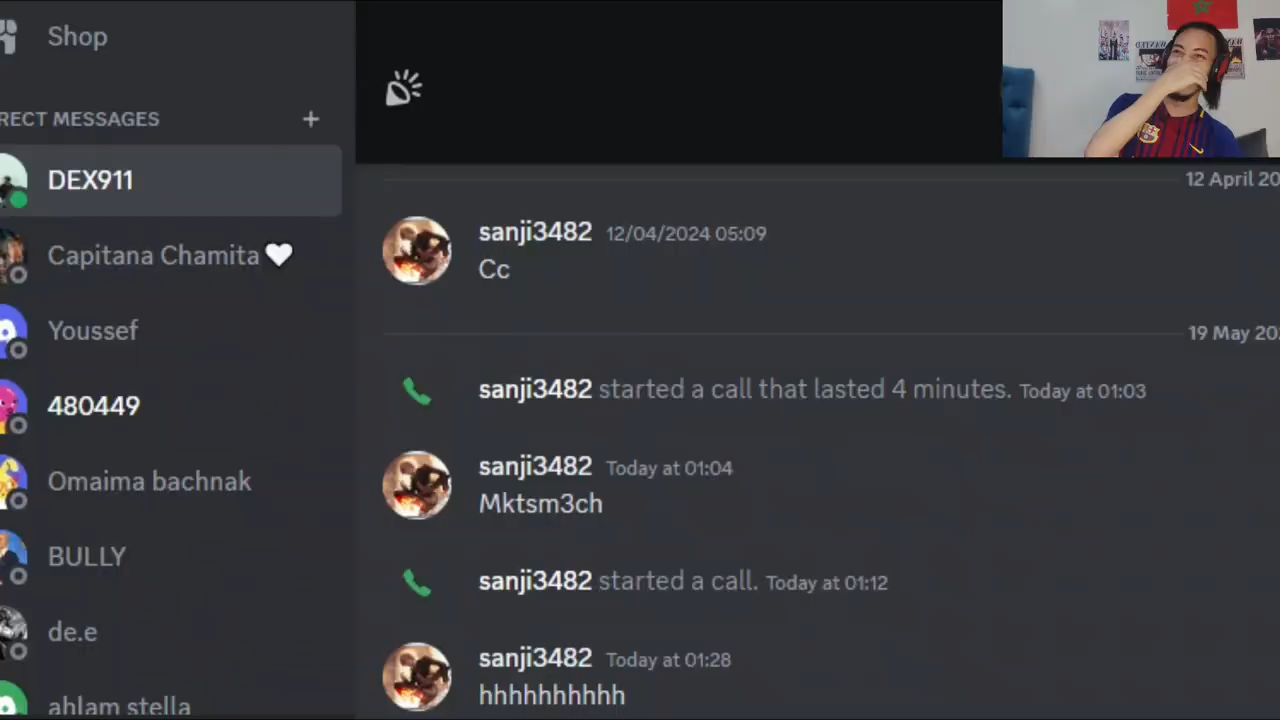 Shop
RECT MESSAGES
DEX911
Capitana Chamita
Youssef
480449
Omaima bachnak
BULLY
de.e
ahlam stella
12 April 20
sanji3482 12/04/2024 05:09
Cc
19 May 20
sanji3482 started a call that lasted 4 minutes. Today at 01:03
sanji3482 Today at 01:04
Mktsm3ch
sanji3482 started a call. Today at 01:12
sanji3482 Today at 01:28
hhhhhhhhhh